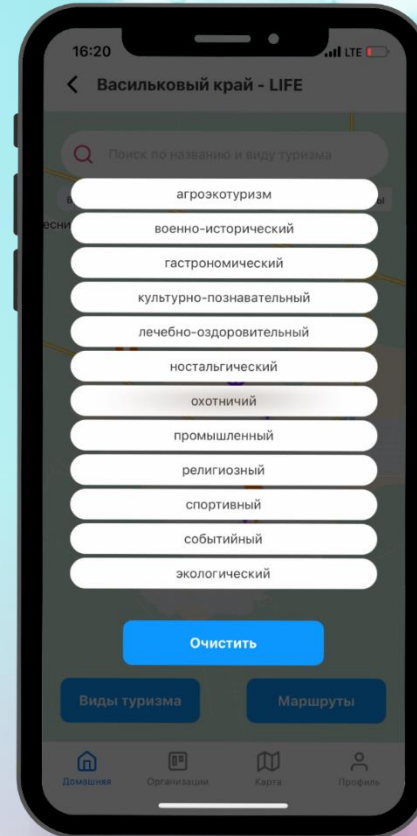 16:20 LTE
Васильковый край - LIFE
Поиск по названию и виду туризма
агроэкотуризм
военно-исторический
гастрономический
культурно-познавательный
лечебно-оздоровительный
ностальгический
охотничий
промышленный
религиозный
спортивный
событийный
экологический
Очистить
Виды туризма Маршруты
Домашняя Организации Карта Профиль